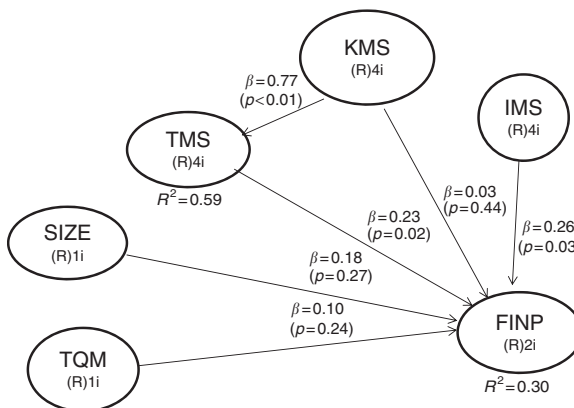 KMS
(R)4i
β=0.77
(p<0.01)
IMS
(R)4i
TMS
(R)4i
R²=0.59
β=0.03
(p=0.44)
β=0.23
(p=0.02)
β=0.26
(p=0.03
SIZE
(R)1i
β=0.18
(p=0.27)
β=0.10
(p=0.24)
FINP
(R)2i
R²=0.30
TQM
(R)1i